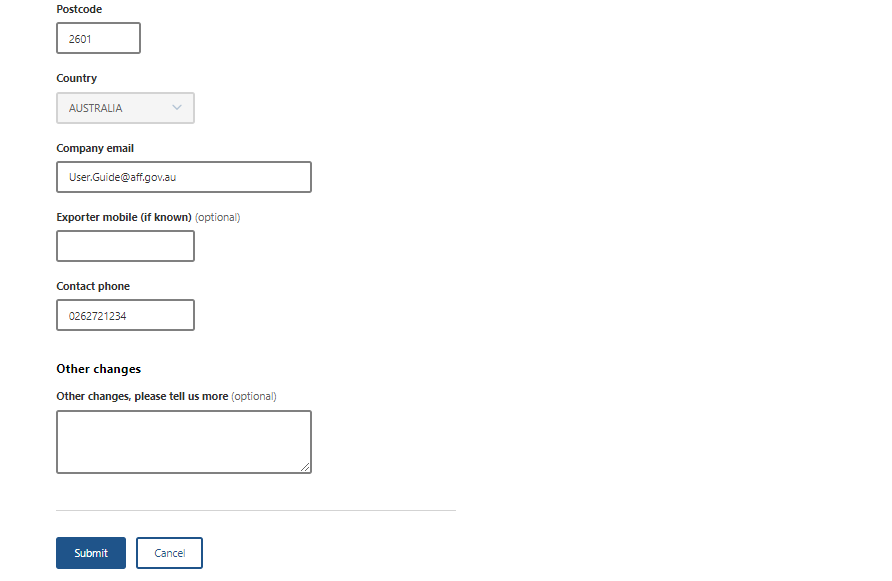 Postcode
2601
Country
AUSTRALIA
Company email
User.Guide@aff.gov.au
Exporter mobile (if known) (optional)
Contact phone
0262721234
Other changes
Other changes, please tell us more (optional)
Submit Cancel